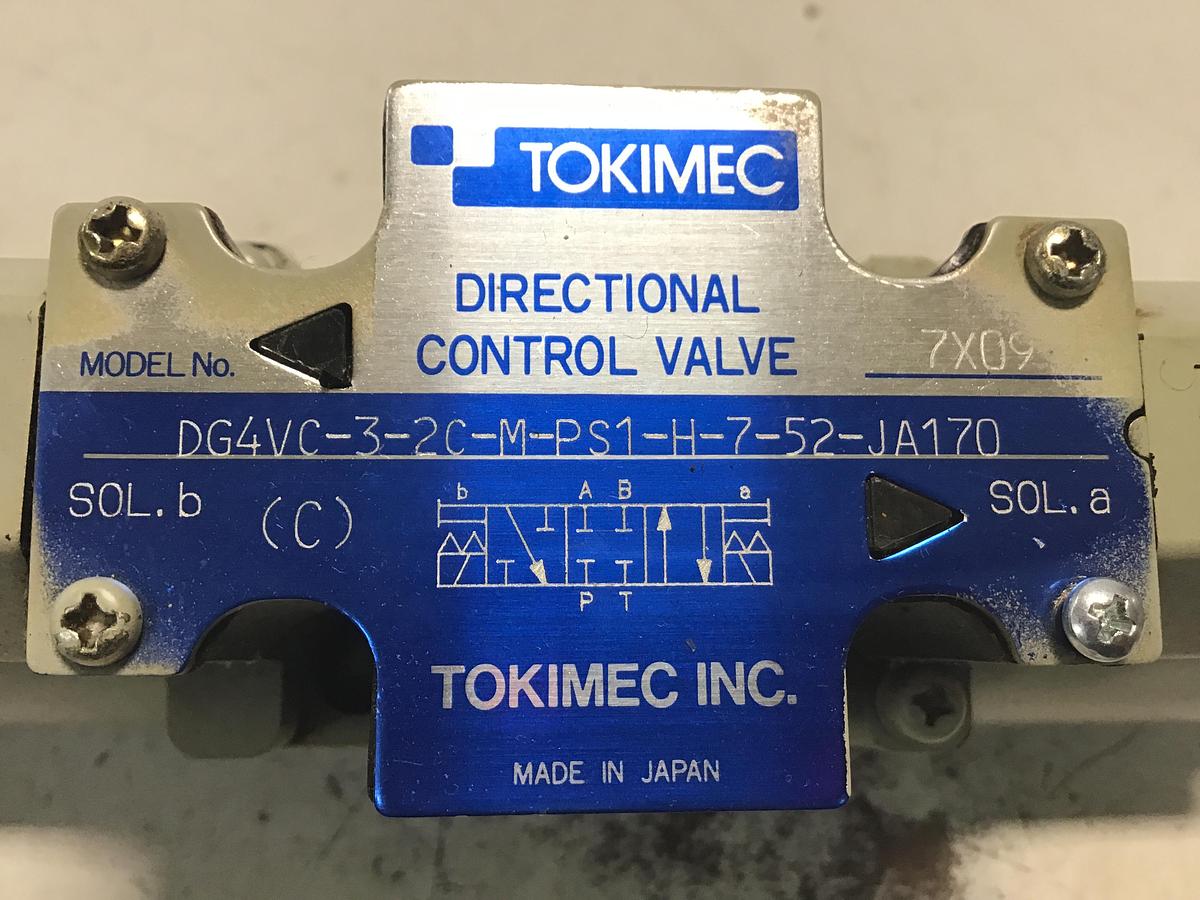 TOKIMEC
DIRECTIONAL
CONTROL VALVE
MODEL No.
7X09
DG4VC-3-2C-M-PS1-H-7-52-JA170
SOL.b
(C)
SOL.a
b A B a
P T
TOKIMEC INC.
MADE IN JAPAN